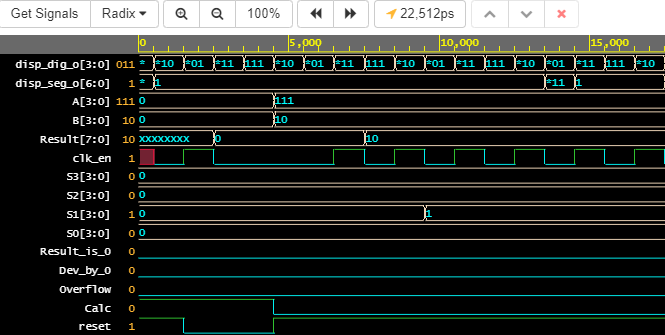 Get Signals Radix 100% 22,512ps
0 5,000 10,000 15,000
disp_dig_o[3:0] 011 * *10 *01 *11 111 *10 *01 *11 111 *10 *01 *11 111 *10 *01 *11 111 *10
disp_seg_o[6:0] 1 * 1 *11 1
A[3:0] 111 0 111
B[3:0] 10 0 10
Result[7:0] 10 xxxxxxxx 0 10
clk_en 1
S3[3:0] 0 0
S2[3:0] 0 0
S1[3:0] 1 0 1
S0[3:0] 0 0
Result_is_0 0
Dev_by_0 0
Overflow 0
Calc 0
reset 1